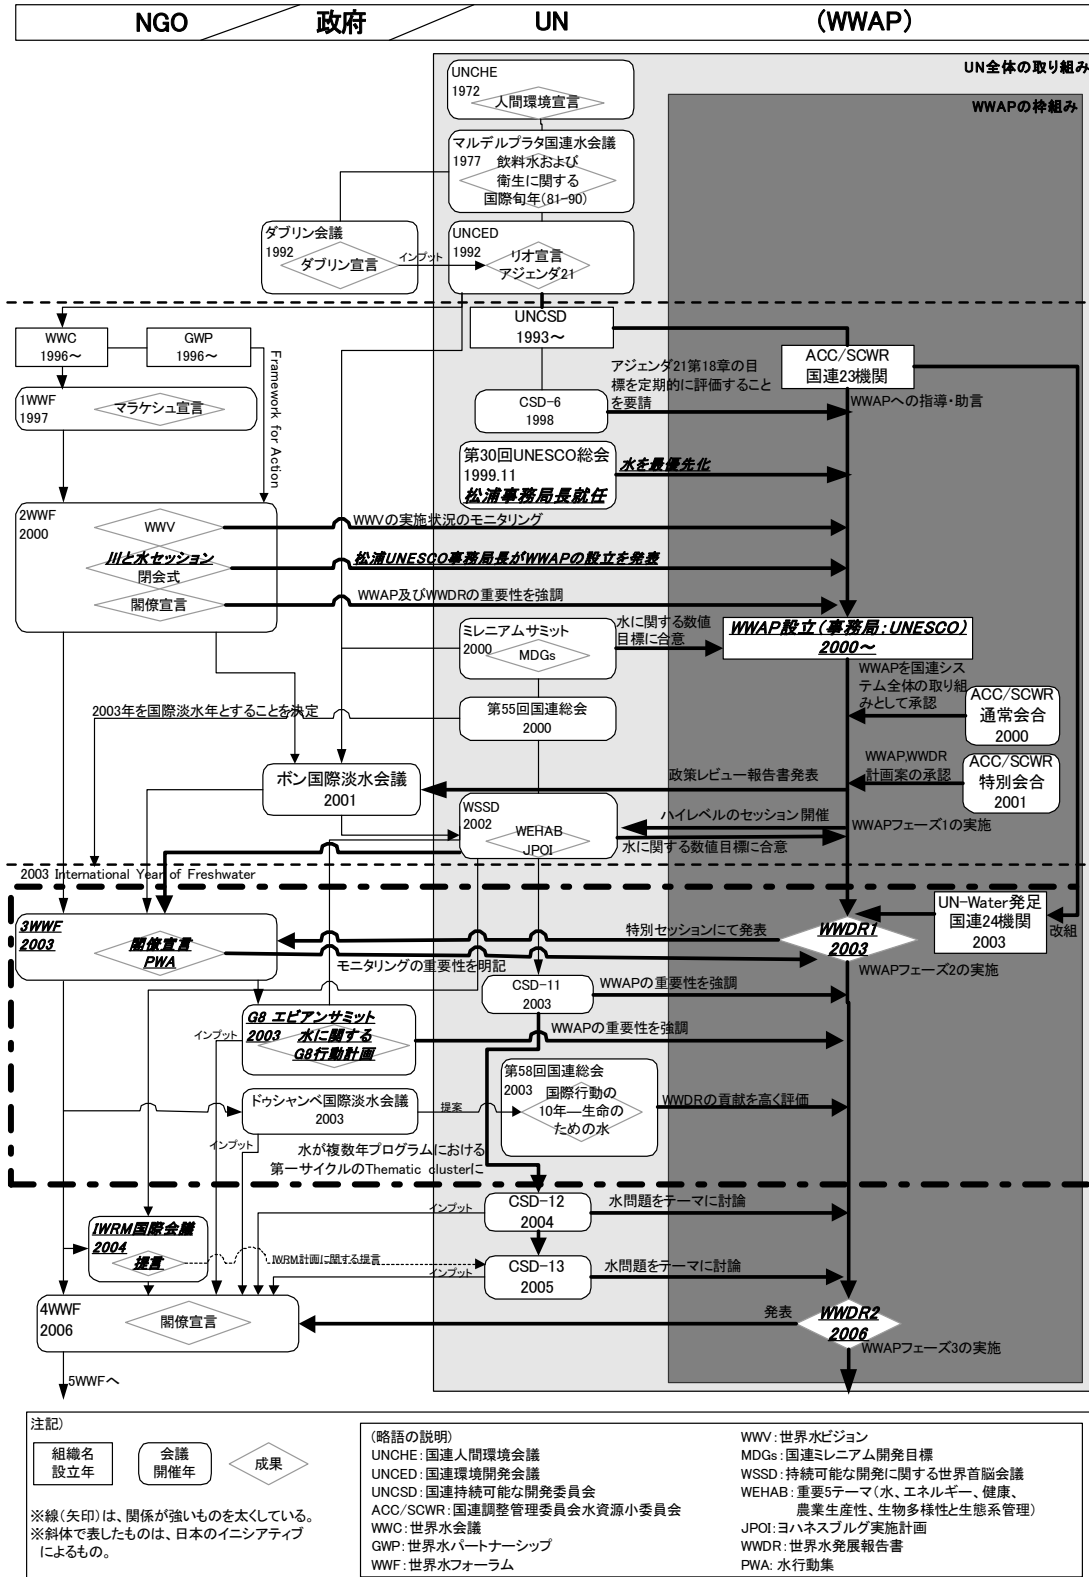 NGO
政府
UN
(WWAP)
UN全体の取り組み
WWAPの枠組み
UNCHE
1972
人間環境宣言
マルデルプラタ国連水会議
1977
飲料水および
衛生に関する
国際旬年(81-90)
ダブリン会議
1992
ダブリン宣言
インプット
UNCED
1992
リオ宣言
アジェンダ21
WWC
1996～
GWP
1996～
UNCSD
1993～
ACC/SCWR
国連23機関
Framework for Action
1WWF
1997
マラケシュ宣言
CSD-6
1998
アジェンダ21第18章の目
標を定期的に評価すること
を要請
WWAPへの指導・助言
第30回UNESCO総会
1999.11
松浦事務局長就任
水を最優先化
2WWF
2000
WWV
WWVの実施状況のモニタリング
川と水セッション
閉会式
松浦UNESCO事務局長がWWAPの設立を発表
閣僚宣言
WWAP及びWWDRの重要性を強調
ミレニアムサミット
2000
MDGs
水に関する数値
目標に合意
WWAP設立(事務局:UNESCO)
2000～
WWAPを国連シス
テム全体の取り組
みとして承認
ACC/SCWR
通常会合
2000
2003年を国際淡水年とすることを決定
第55回国連総会
2000
WWAP,WWDR
計画案の承認
ACC/SCWR
特別会合
2001
ボン国際淡水会議
2001
政策レビュー報告書発表
WSSD
2002
WEHAB
JPOI
ハイレベルのセッション開催
WWAPフェーズ1の実施
水に関する数値目標に合意
2003 International Year of Freshwater
3WWF
2003
閣僚宣言
PWA
特別セッションにて発表
モニタリングの重要性を明記
WWDR1
2003
UN-Water発足
国連24機関
2003
改組
WWAPフェーズ2の実施
CSD-11
2003
WWAPの重要性を強調
G8 エビアンサミット
2003
水に関する
G8行動計画
インプット
WWAPの重要性を強調
第58回国連総会
2003
国際行動の
10年―生命の
ための水
WWDRの貢献を高く評価
ドゥシャンベ国際淡水会議
2003
提案
インプット
水が複数年プログラムにおける
第一サイクルのThematic clusterに
IWRM国際会議
2004
提言
IWRM計画に関する提言
CSD-12
2004
インプット
水問題をテーマに討論
CSD-13
2005
インプット
水問題をテーマに討論
4WWF
2006
閣僚宣言
発表
WWDR2
2006
WWAPフェーズ3の実施
5WWFへ
注記)
組織名
設立年
会議
開催年
成果
※線(矢印)は、関係が強いものを太くしている。
※斜体で表したものは、日本のイニシアティブ
によるもの。
(略語の説明)
UNCHE:国連人間環境会議
UNCED:国連環境開発会議
UNCSD:国連持続可能な開発委員会
ACC/SCWR:国連調整管理委員会水資源小委員会
WWC:世界水会議
GWP:世界水パートナーシップ
WWF:世界水フォーラム
WWV:世界水ビジョン
MDGs:国連ミレニアム開発目標
WSSD:持続可能な開発に関する世界首脳会議
WEHAB:重要5テーマ(水、エネルギー、健康、
農業生産性、生物多様性と生態系管理)
JPOI:ヨハネスブルグ実施計画
WWDR:世界水発展報告書
PWA:水行動集